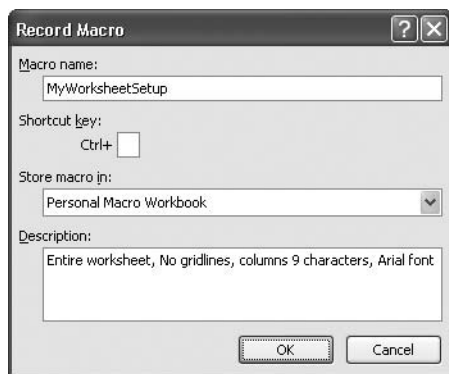 Record Macro
Macro name:
MyWorksheetSetup
Shortcut key:
Ctrl+
Store macro in:
Personal Macro Workbook
Description:
Entire worksheet, No gridlines, columns 9 characters, Arial font
OK Cancel